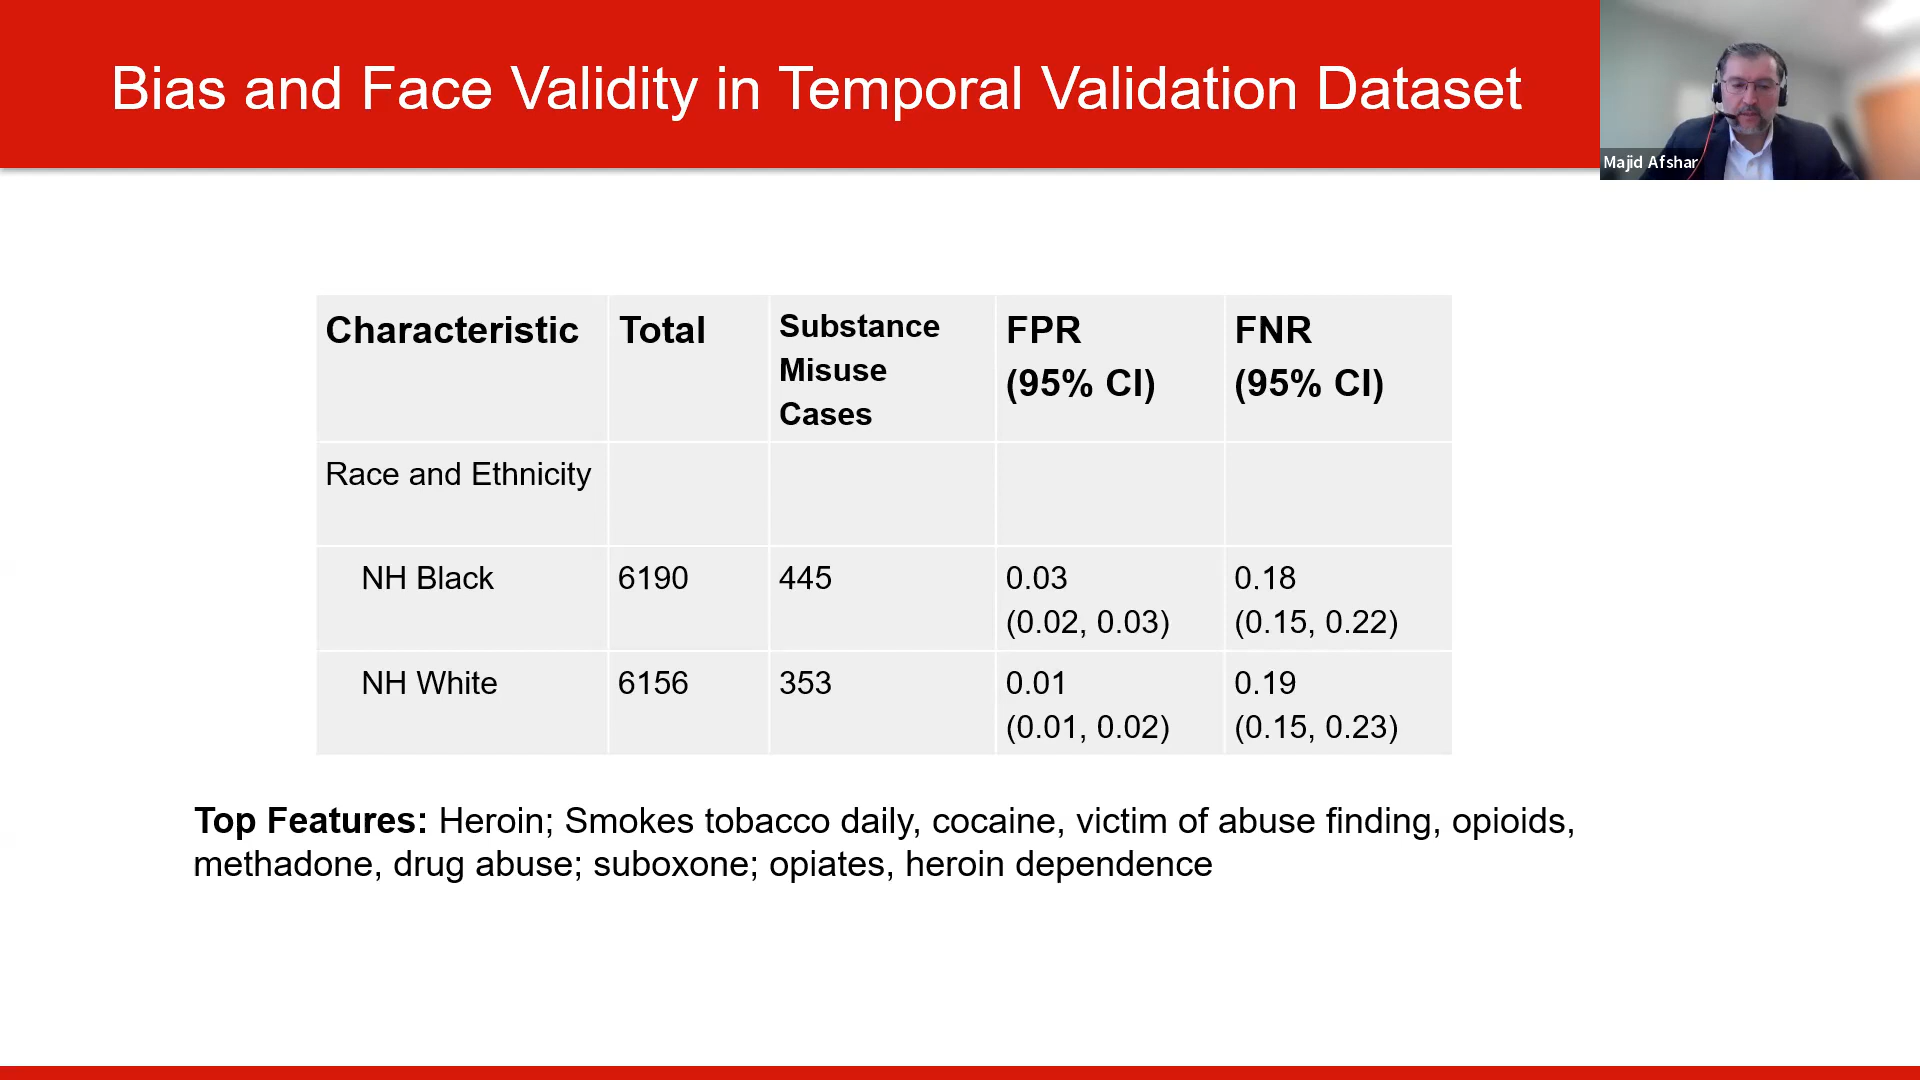 Bias and Face Validity in Temporal Validation Dataset
Majid Afshar
Characteristic Total Substance Misuse Cases FPR (95% CI) FNR (95% CI)
Race and Ethnicity
NH Black 6190 445 0.03 (0.02, 0.03) 0.18 (0.15, 0.22)
NH White 6156 353 0.01 (0.01, 0.02) 0.19 (0.15, 0.23)
Top Features: Heroin; Smokes tobacco daily, cocaine, victim of abuse finding, opioids,
methadone, drug abuse; suboxone; opiates, heroin dependence